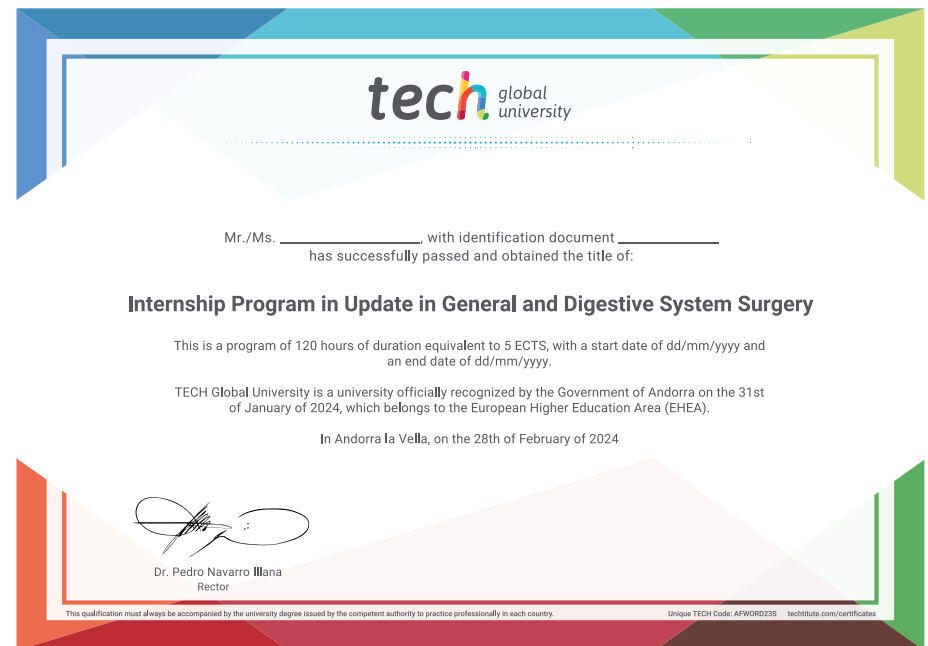 tech global
university
Mr./Ms. ____________, with identification document ____________
has successfully passed and obtained the title of:
Internship Program in Update in General and Digestive System Surgery
This is a program of 120 hours of duration equivalent to 5 ECTS, with a start date of dd/mm/yyyy and
an end date of dd/mm/yyyy.
TECH Global University is a university officially recognized by the Government of Andorra on the 31st
of January of 2024, which belongs to the European Higher Education Area (EHEA).
In Andorra la Vella, on the 28th of February of 2024
Dr. Pedro Navarro Illana
Rector
This qualification must always be accompanied by the university degree issued by the competent authority to practice professionally in each country.
Unique TECH Code: AFWORD23S techtitute.com/certificates